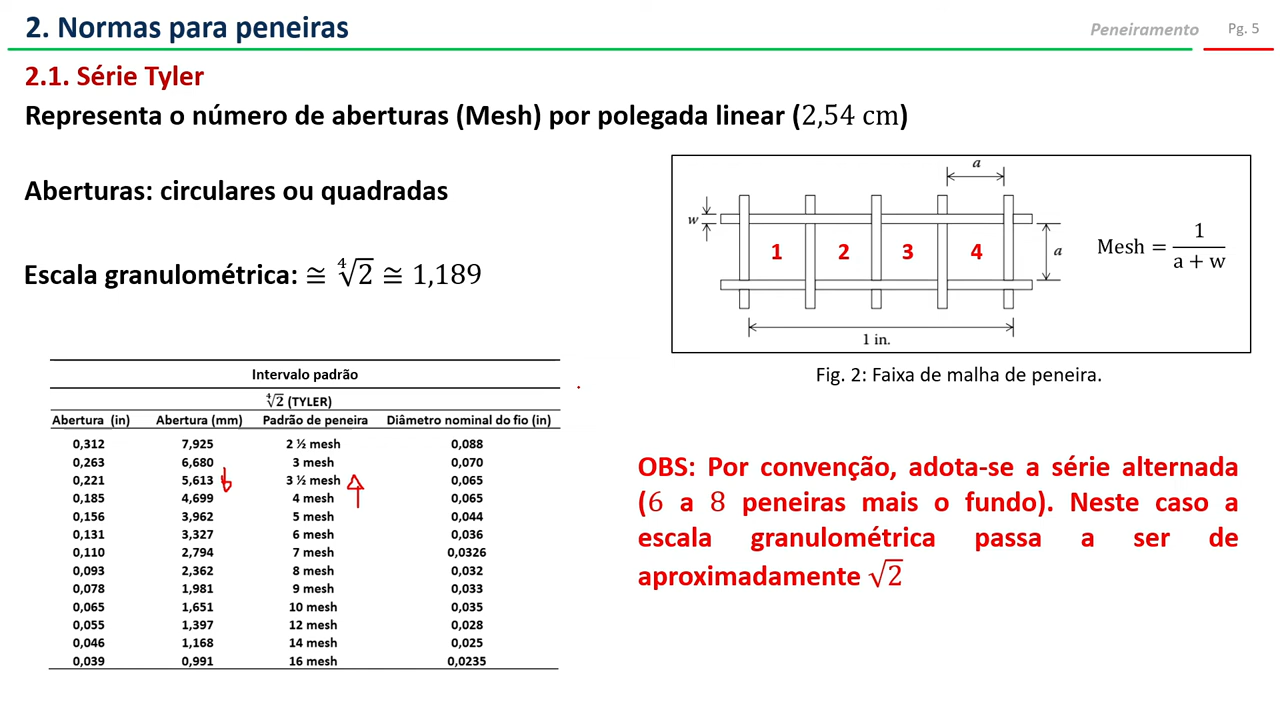 2. Normas para peneiras
Peneiramento
Pg. 5
2.1. Série Tyler
Representa o número de aberturas (Mesh) por polegada linear (2,54 cm)
Aberturas: circulares ou quadradas
Escala granulométrica: ≅ ∜2 ≅ 1,189
a
w
1 2 3 4
a
1 in.
Mesh = 1 / (a + w)
Fig. 2: Faixa de malha de peneira.
Intervalo padrão
∜2 (TYLER)
Abertura (in) Abertura (mm) Padrão de peneira Diâmetro nominal do fio (in)
0,312 7,925 2 ½ mesh 0,088
0,263 6,680 3 mesh 0,070
0,221 5,613 3 ½ mesh 0,065
0,185 4,699 4 mesh 0,065
0,156 3,962 5 mesh 0,044
0,131 3,327 6 mesh 0,036
0,110 2,794 7 mesh 0,0326
0,093 2,362 8 mesh 0,032
0,078 1,981 9 mesh 0,033
0,065 1,651 10 mesh 0,035
0,055 1,397 12 mesh 0,028
0,046 1,168 14 mesh 0,025
0,039 0,991 16 mesh 0,0235
OBS: Por convenção, adota-se a série alternada
(6 a 8 peneiras mais o fundo). Neste caso a
escala granulométrica passa a ser de
aproximadamente √2